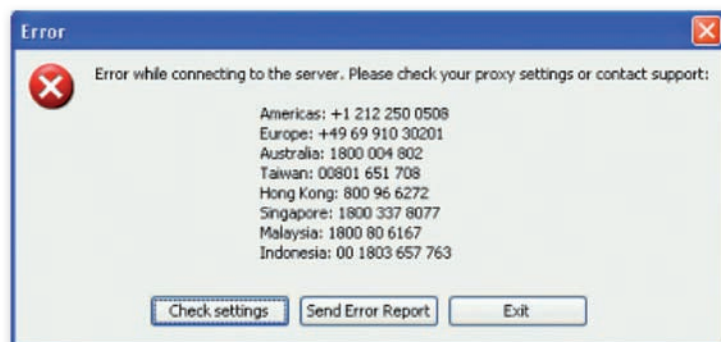 Error
Error while connecting to the server. Please check your proxy settings or contact support:
Americas: +1 212 250 0508
Europe: +49 69 910 30201
Australia: 1800 004 802
Taiwan: 00801 651 708
Hong Kong: 800 96 6272
Singapore: 1800 337 8077
Malaysia: 1800 80 6167
Indonesia: 00 1803 657 763
Check settings Send Error Report Exit